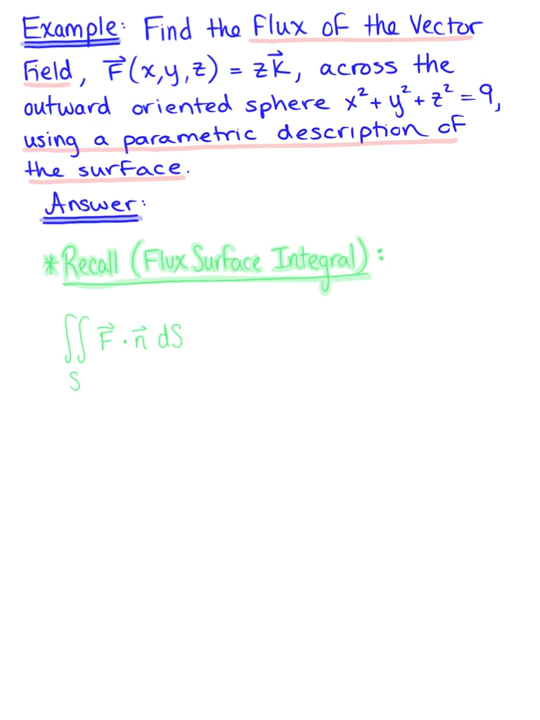 Example: Find the Flux of the Vector
Field, F⃗(x,y,z) = zk⃗, across the
outward oriented sphere x²+y²+z²=9,
using a parametric description of
the surface.
Answer:
*Recall (Flux Surface Integral):
∬ F⃗·n⃗ dS
S